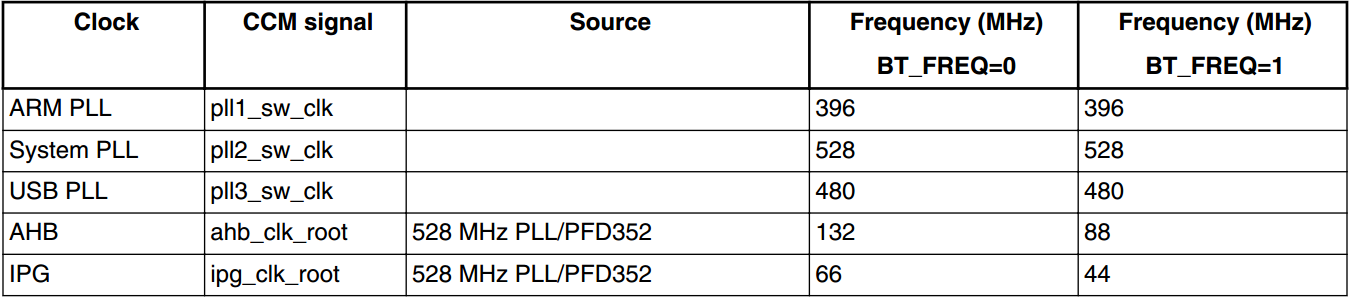 Clock CCM signal Source Frequency (MHz) Frequency (MHz)
BT_FREQ=0 BT_FREQ=1
ARM PLL pll1_sw_clk 396 396
System PLL pll2_sw_clk 528 528
USB PLL pll3_sw_clk 480 480
AHB ahb_clk_root 528 MHz PLL/PFD352 132 88
IPG ipg_clk_root 528 MHz PLL/PFD352 66 44